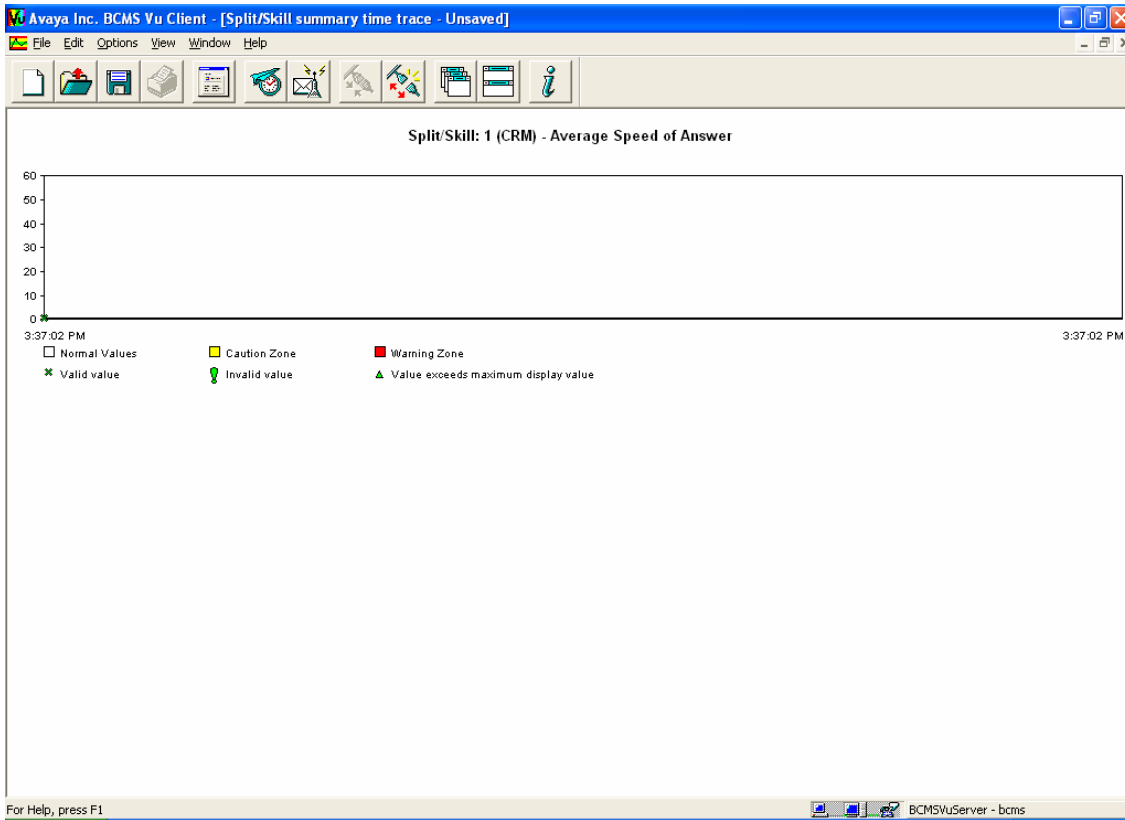 Avaya Inc. BCMS Vu Client - [Split/Skill summary time trace - Unsaved]
File Edit Options View Window Help
Split/Skill: 1 (CRM) - Average Speed of Answer
60
50
40
30
20
10
0
3:37:02 PM 3:37:02 PM
Normal Values Caution Zone Warning Zone
Valid value Invalid value Value exceeds maximum display value
For Help, press F1 BCMSVuServer - bcms